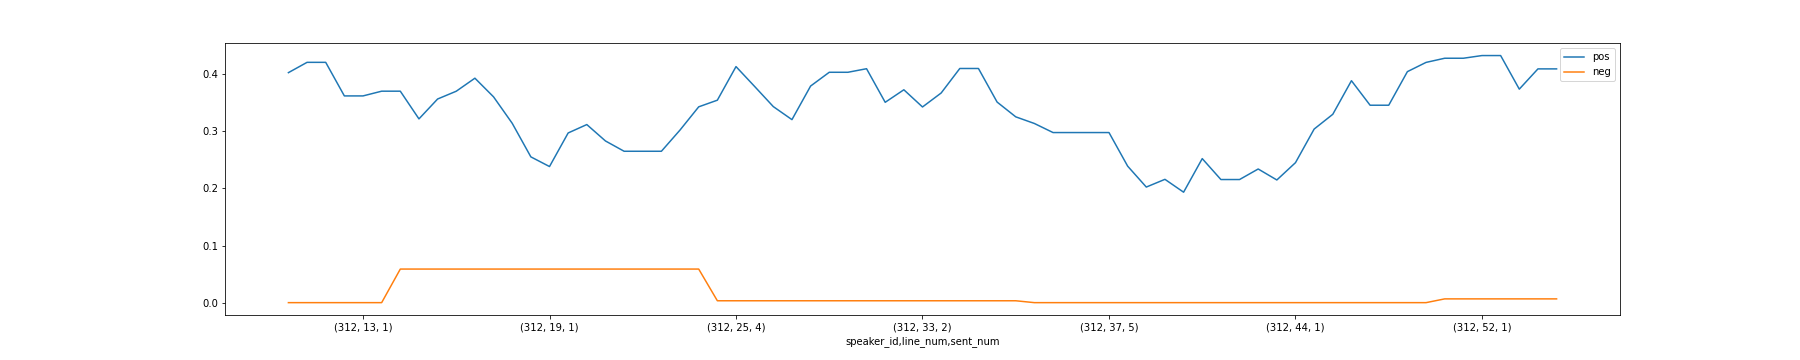 pos
neg
0.4
0.3
0.2
0.1
0.0
(312, 13, 1) (312, 19, 1) (312, 25, 4) (312, 33, 2) (312, 37, 5) (312, 44, 1) (312, 52, 1)
speaker_id,line_num,sent_num